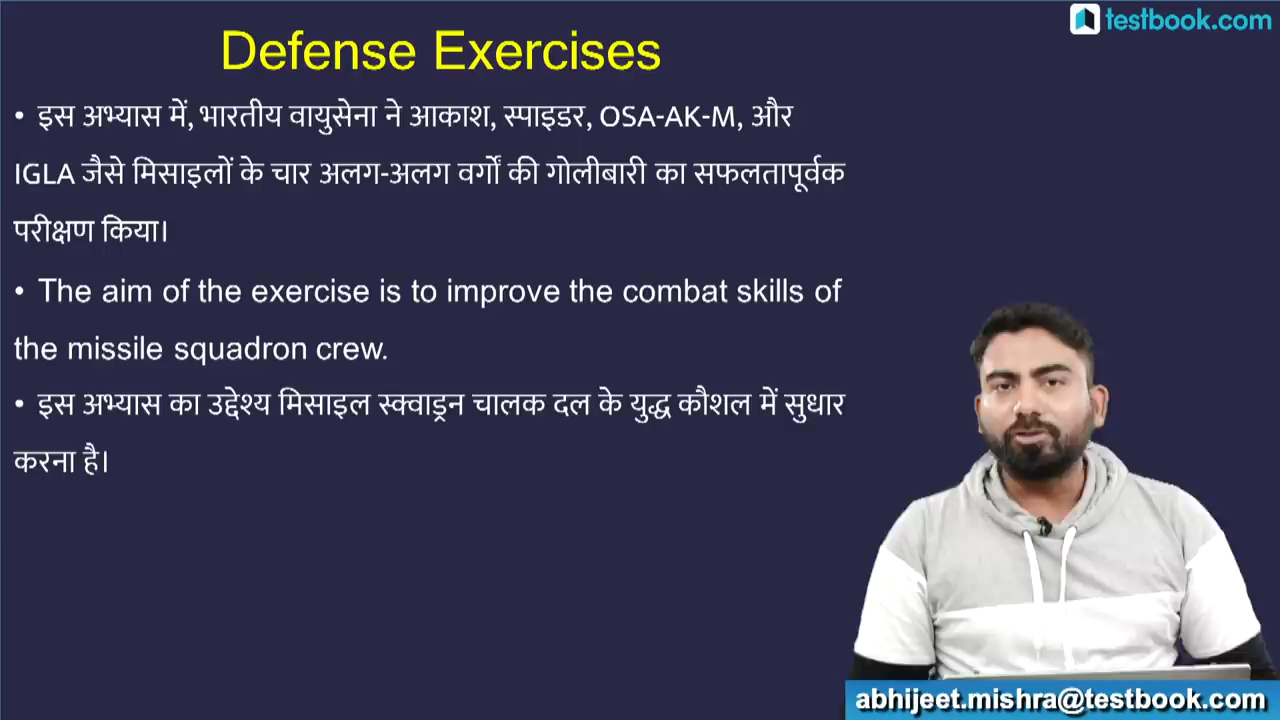 testbook.com
Defense Exercises
• इस अभ्यास में, भारतीय वायुसेना ने आकाश, स्पाइडर, OSA-AK-M, और
IGLA जैसे मिसाइलों के चार अलग-अलग वर्गों की गोलीबारी का सफलतापूर्वक
परीक्षण किया।
• The aim of the exercise is to improve the combat skills of
the missile squadron crew.
• इस अभ्यास का उद्देश्य मिसाइल स्क्वाड्रन चालक दल के युद्ध कौशल में सुधार
करना है।
abhijeet.mishra@testbook.com